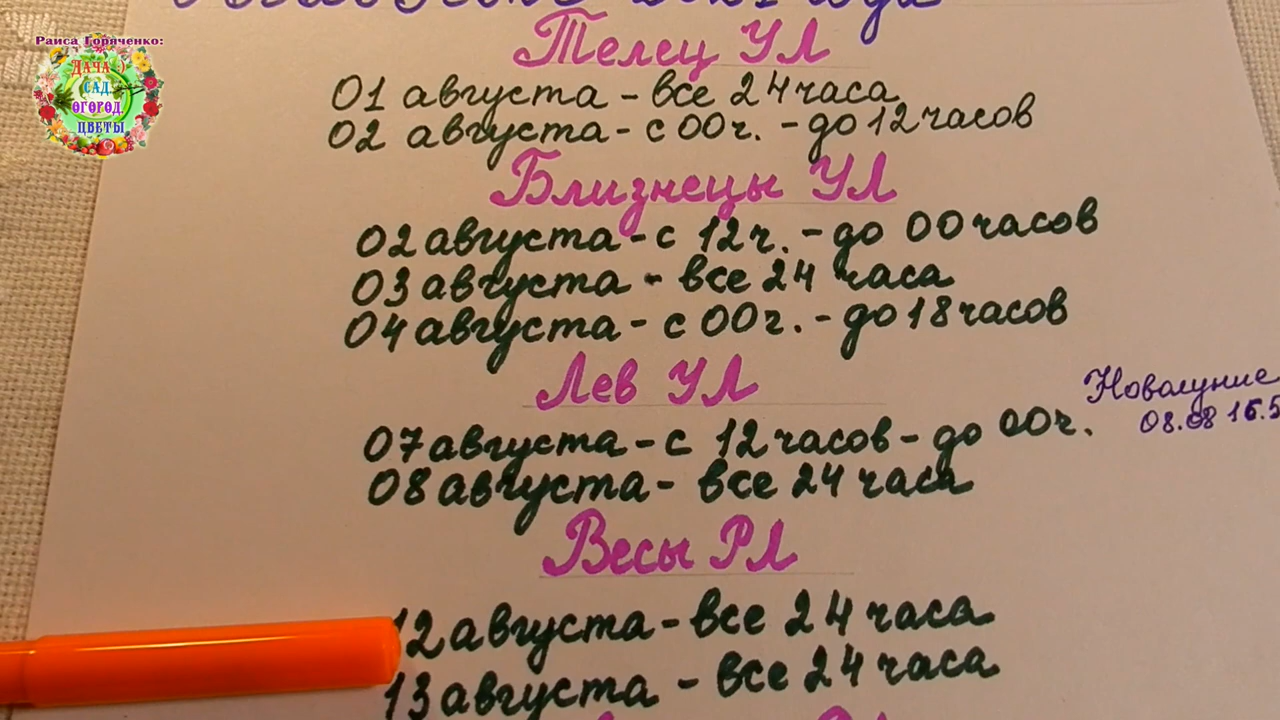 Раиса Горяченко:
ДАЧА
САД
ОГОРОД
ЦВЕТЫ
года
Телец УЛ
01 августа - все 24 часа
02 августа - с 00ч. - до 12 часов
Близнецы УЛ
02 августа - с 12ч. - до 00 часов
03 августа - все 24 часа
04 августа - с 00ч. - до 18 часов
Лев УЛ
Новолуние
08.08 16.5
07 августа - с 12 часов - до 00ч.
08 августа - все 24 часа
Весы РЛ
12 августа - все 24 часа
13 августа - все 24 часа